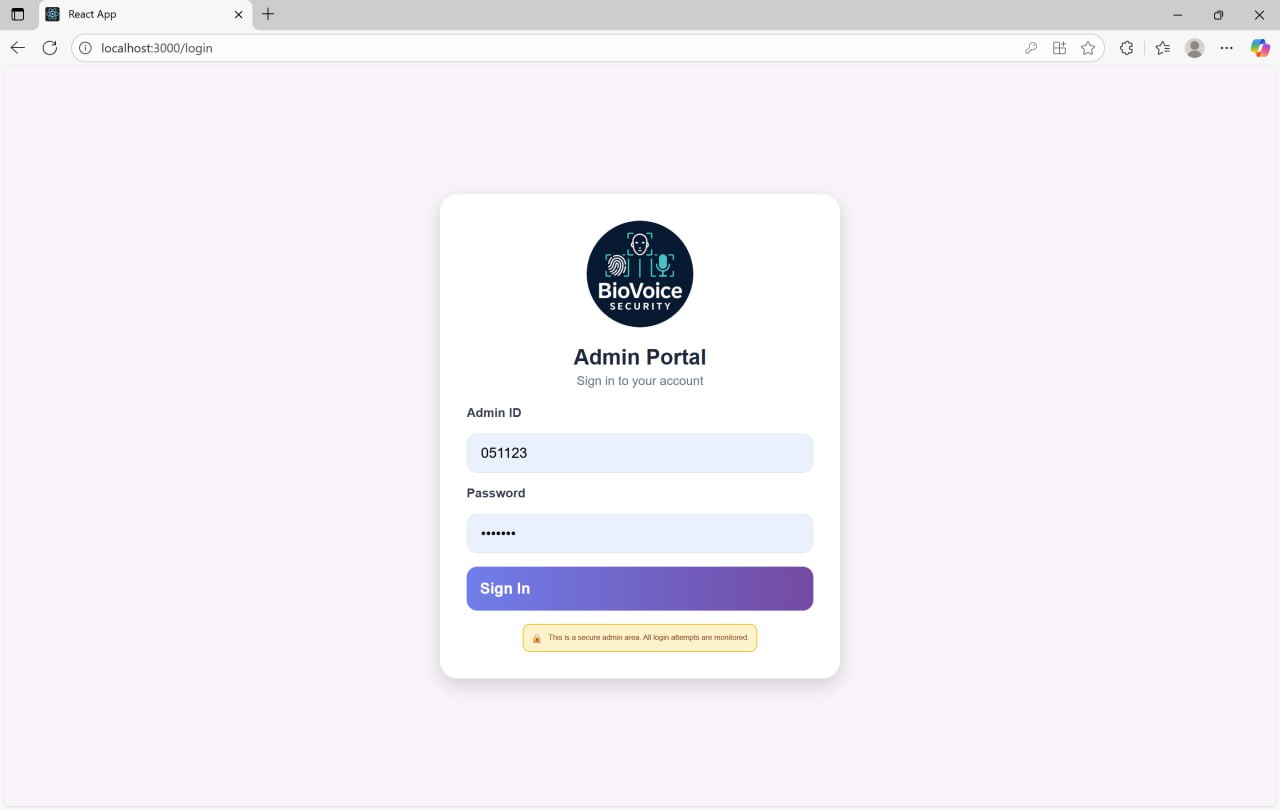 React App
localhost:3000/login
BioVoice
SECURITY
Admin Portal
Sign in to your account
Admin ID
051123
Password
•••••••
Sign In
This is a secure admin area. All login attempts are monitored.